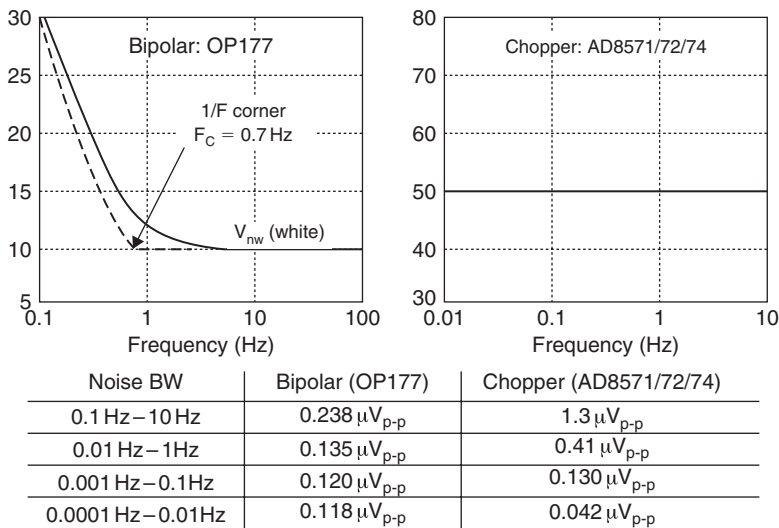 30
25
20
15
10
5
Bipolar: OP177
1/F corner
F_C = 0.7 Hz
V_nw (white)
0.1
1
10
100
Frequency (Hz)
80
70
60
50
40
30
Chopper: AD8571/72/74
0.01
0.1
1
10
Frequency (Hz)
Noise BW Bipolar (OP177) Chopper (AD8571/72/74)
0.1 Hz–10 Hz 0.238 μV_p-p 1.3 μV_p-p
0.01 Hz–1Hz 0.135 μV_p-p 0.41 μV_p-p
0.001 Hz–0.1Hz 0.120 μV_p-p 0.130 μV_p-p
0.0001 Hz–0.01Hz 0.118 μV_p-p 0.042 μV_p-p